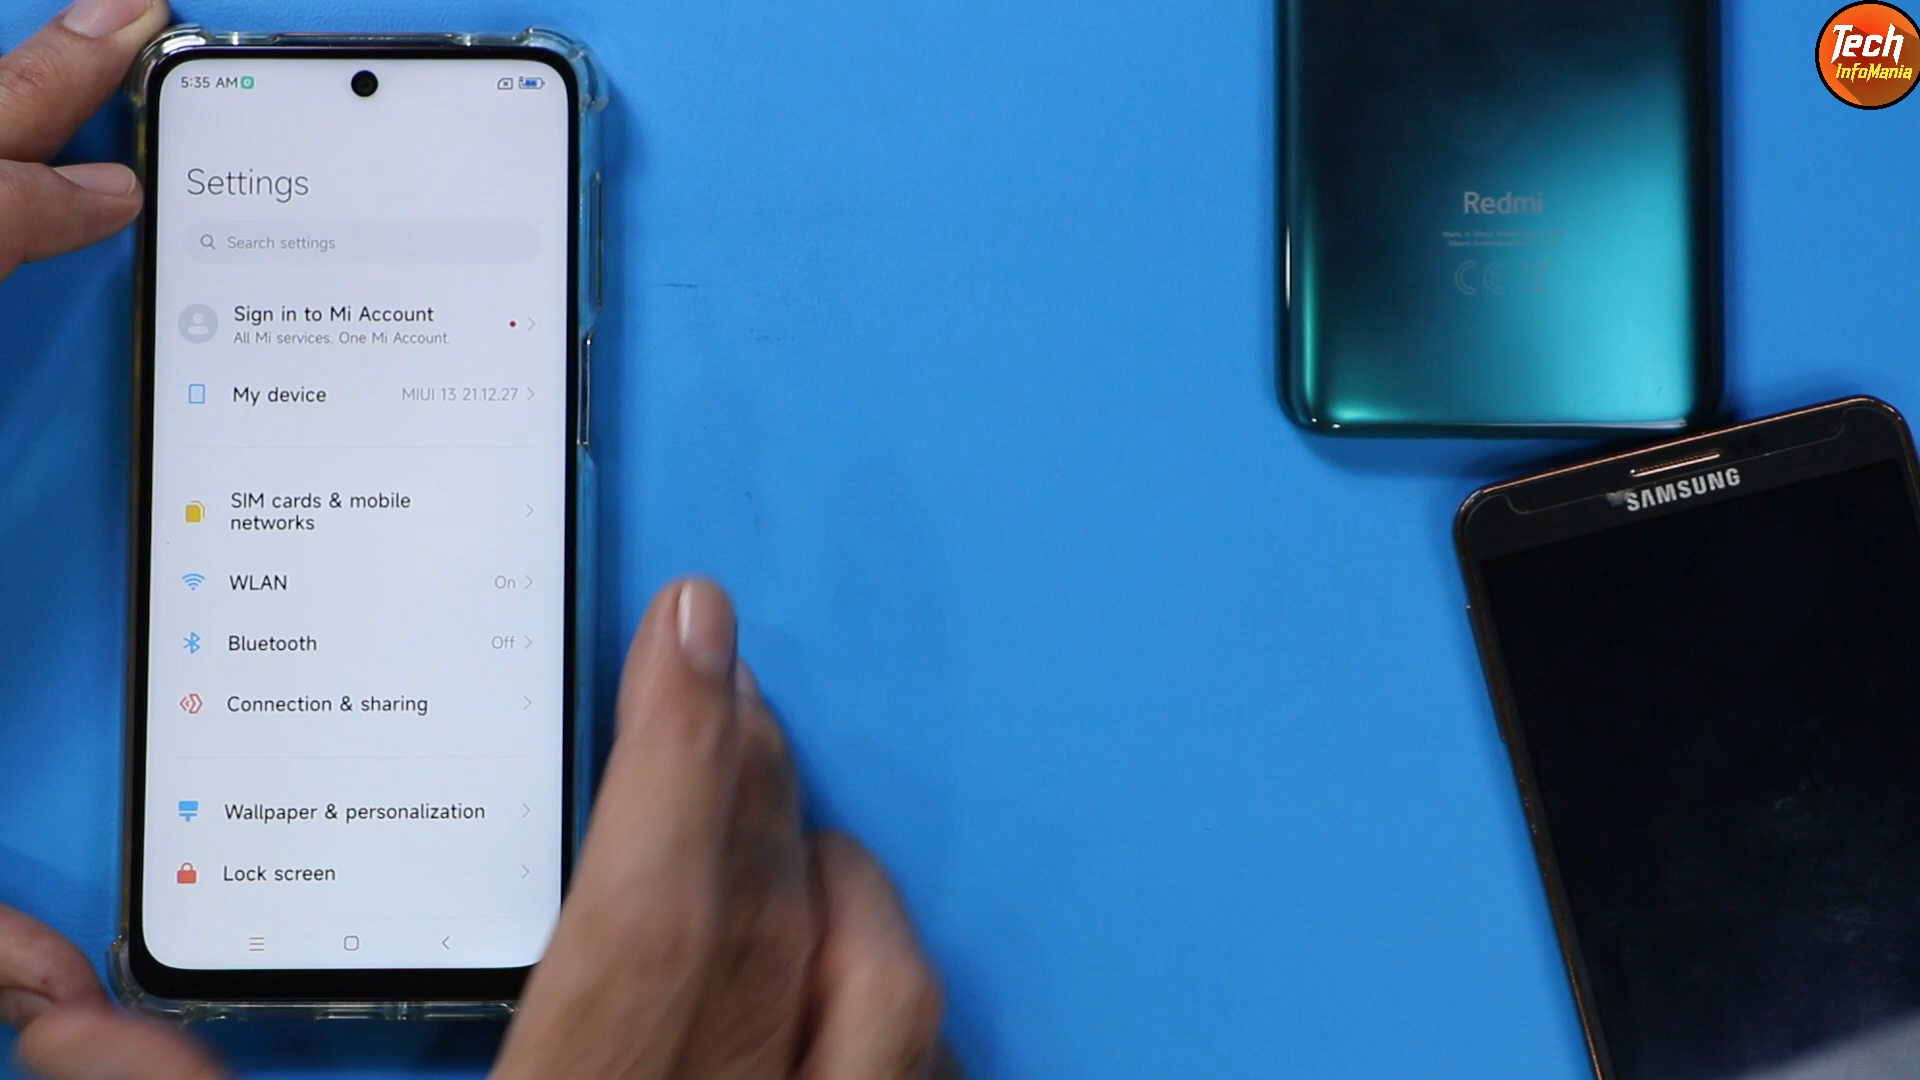 5:35 AM
Settings
Search settings
Sign in to Mi Account
All Mi services. One Mi Account.
My device
MIUI 13 21.12.27
SIM cards & mobile
networks
WLAN
On
Bluetooth
Off
Connection & sharing
Wallpaper & personalization
Lock screen
Redmi
CE
SAMSUNG
Tech
InfoMania